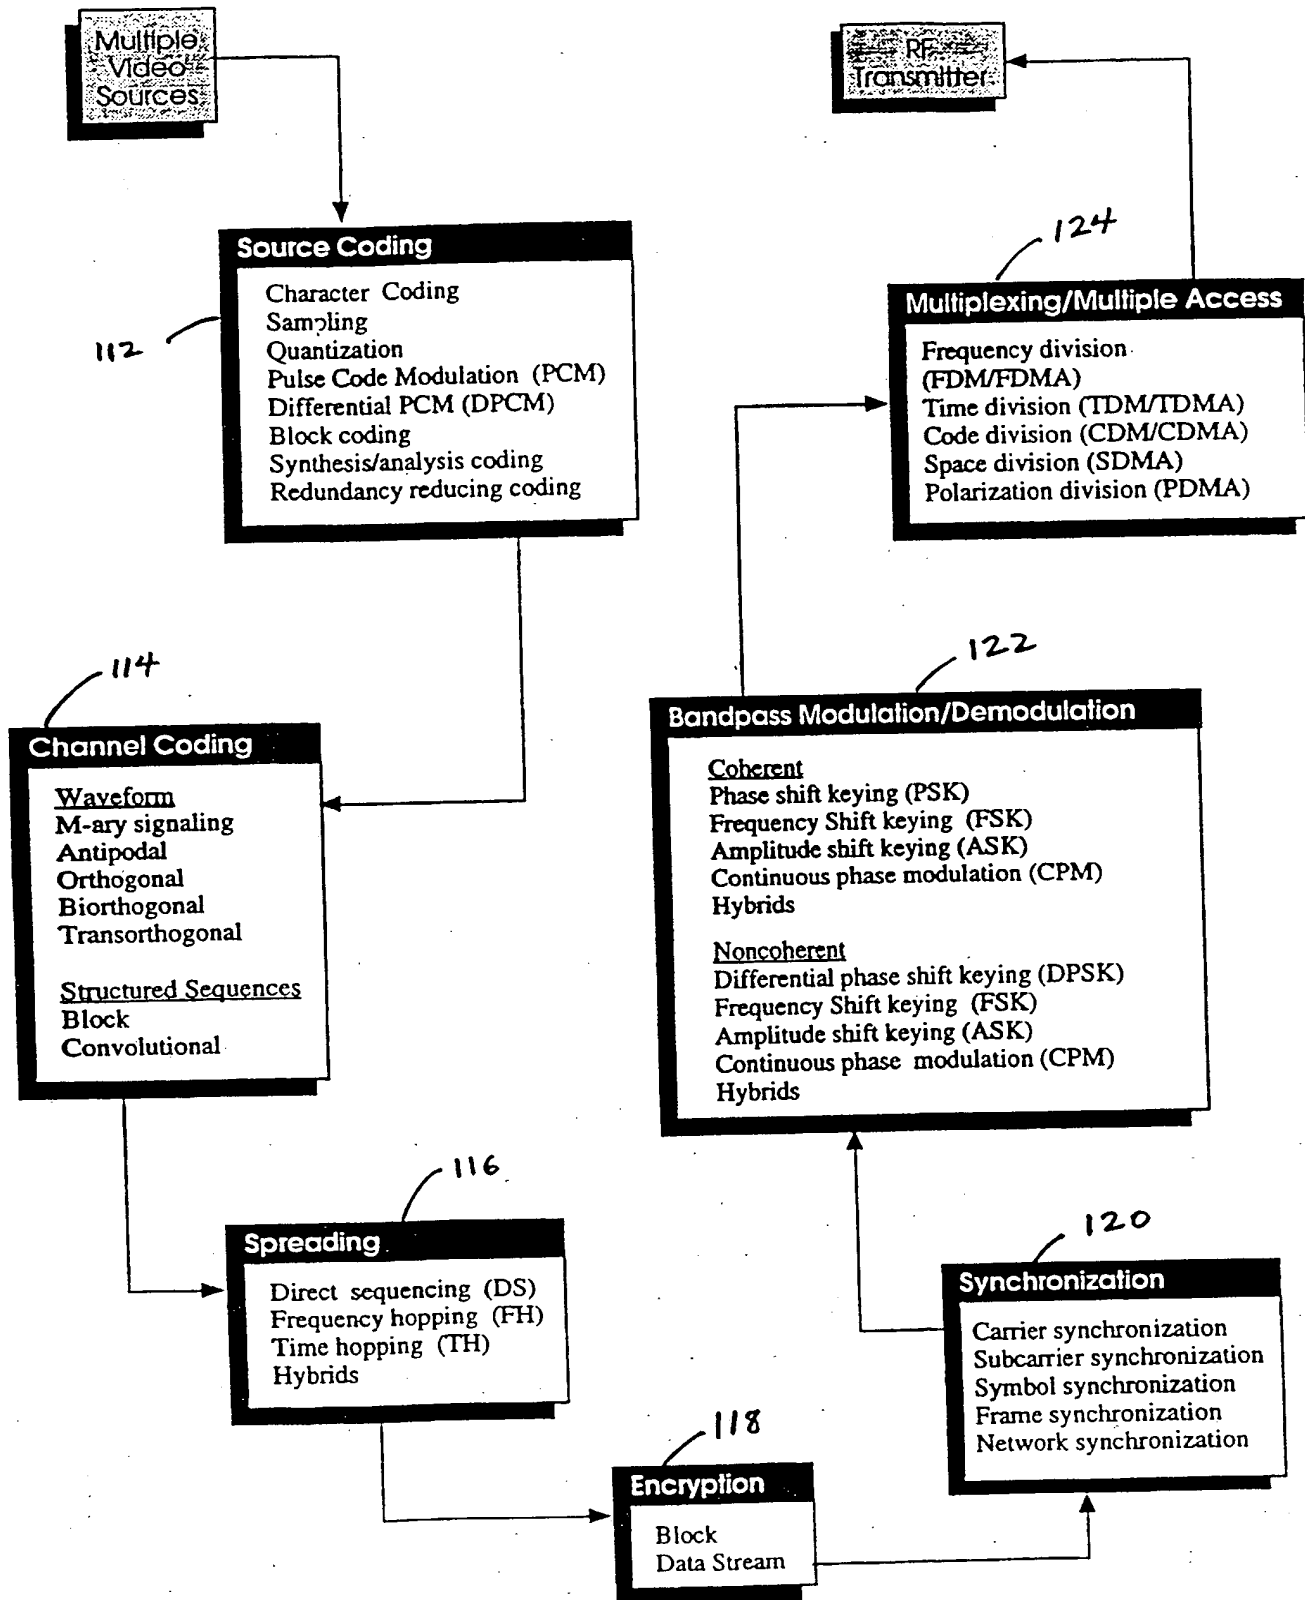 Multiple
Video
Sources
RF
Transmitter
Source Coding
Character Coding
Sampling
Quantization
Pulse Code Modulation (PCM)
Differential PCM (DPCM)
Block coding
Synthesis/analysis coding
Redundancy reducing coding
112
124
Multiplexing/Multiple Access
Frequency division
(FDM/FDMA)
Time division (TDM/TDMA)
Code division (CDM/CDMA)
Space division (SDMA)
Polarization division (PDMA)
114
Channel Coding
Waveform
M-ary signaling
Antipodal
Orthogonal
Biorthogonal
Transorthogonal
Structured Sequences
Block
Convolutional
122
Bandpass Modulation/Demodulation
Coherent
Phase shift keying (PSK)
Frequency Shift keying (FSK)
Amplitude shift keying (ASK)
Continuous phase modulation (CPM)
Hybrids
Noncoherent
Differential phase shift keying (DPSK)
Frequency Shift keying (FSK)
Amplitude shift keying (ASK)
Continuous phase modulation (CPM)
Hybrids
116
Spreading
Direct sequencing (DS)
Frequency hopping (FH)
Time hopping (TH)
Hybrids
118
Encryption
Block
Data Stream
120
Synchronization
Carrier synchronization
Subcarrier synchronization
Symbol synchronization
Frame synchronization
Network synchronization